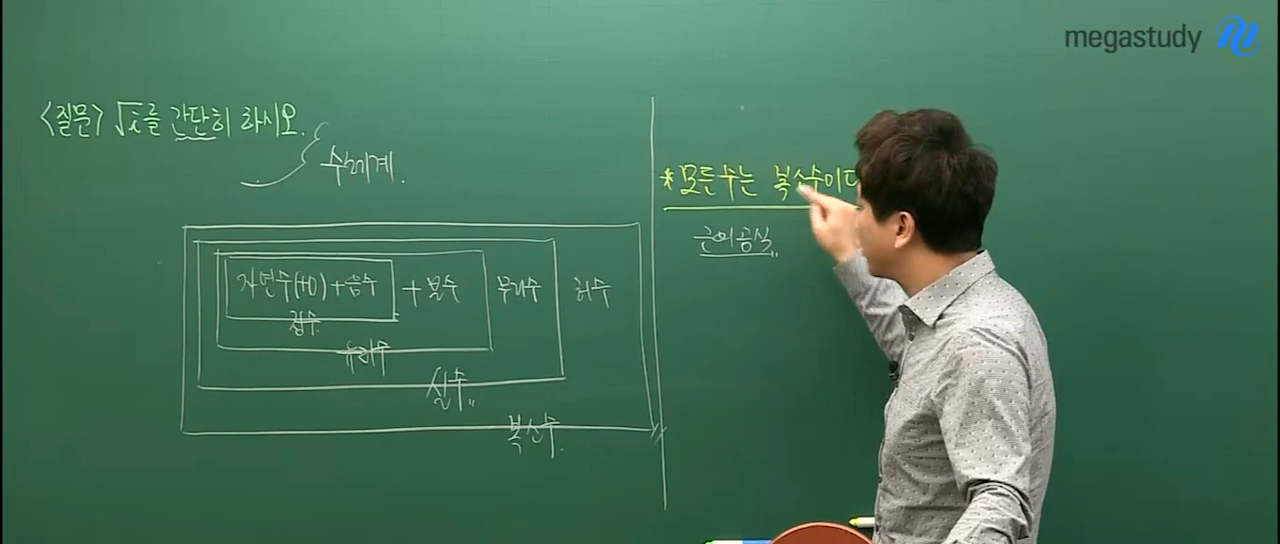 megastudy
<질문> √i를 간단히 하시오.
수체계.
자연수(+0)+음수 + 분수 무리수 허수
정수
유리수
실수
복소수.
*모든수는 복소수이다
근의공식